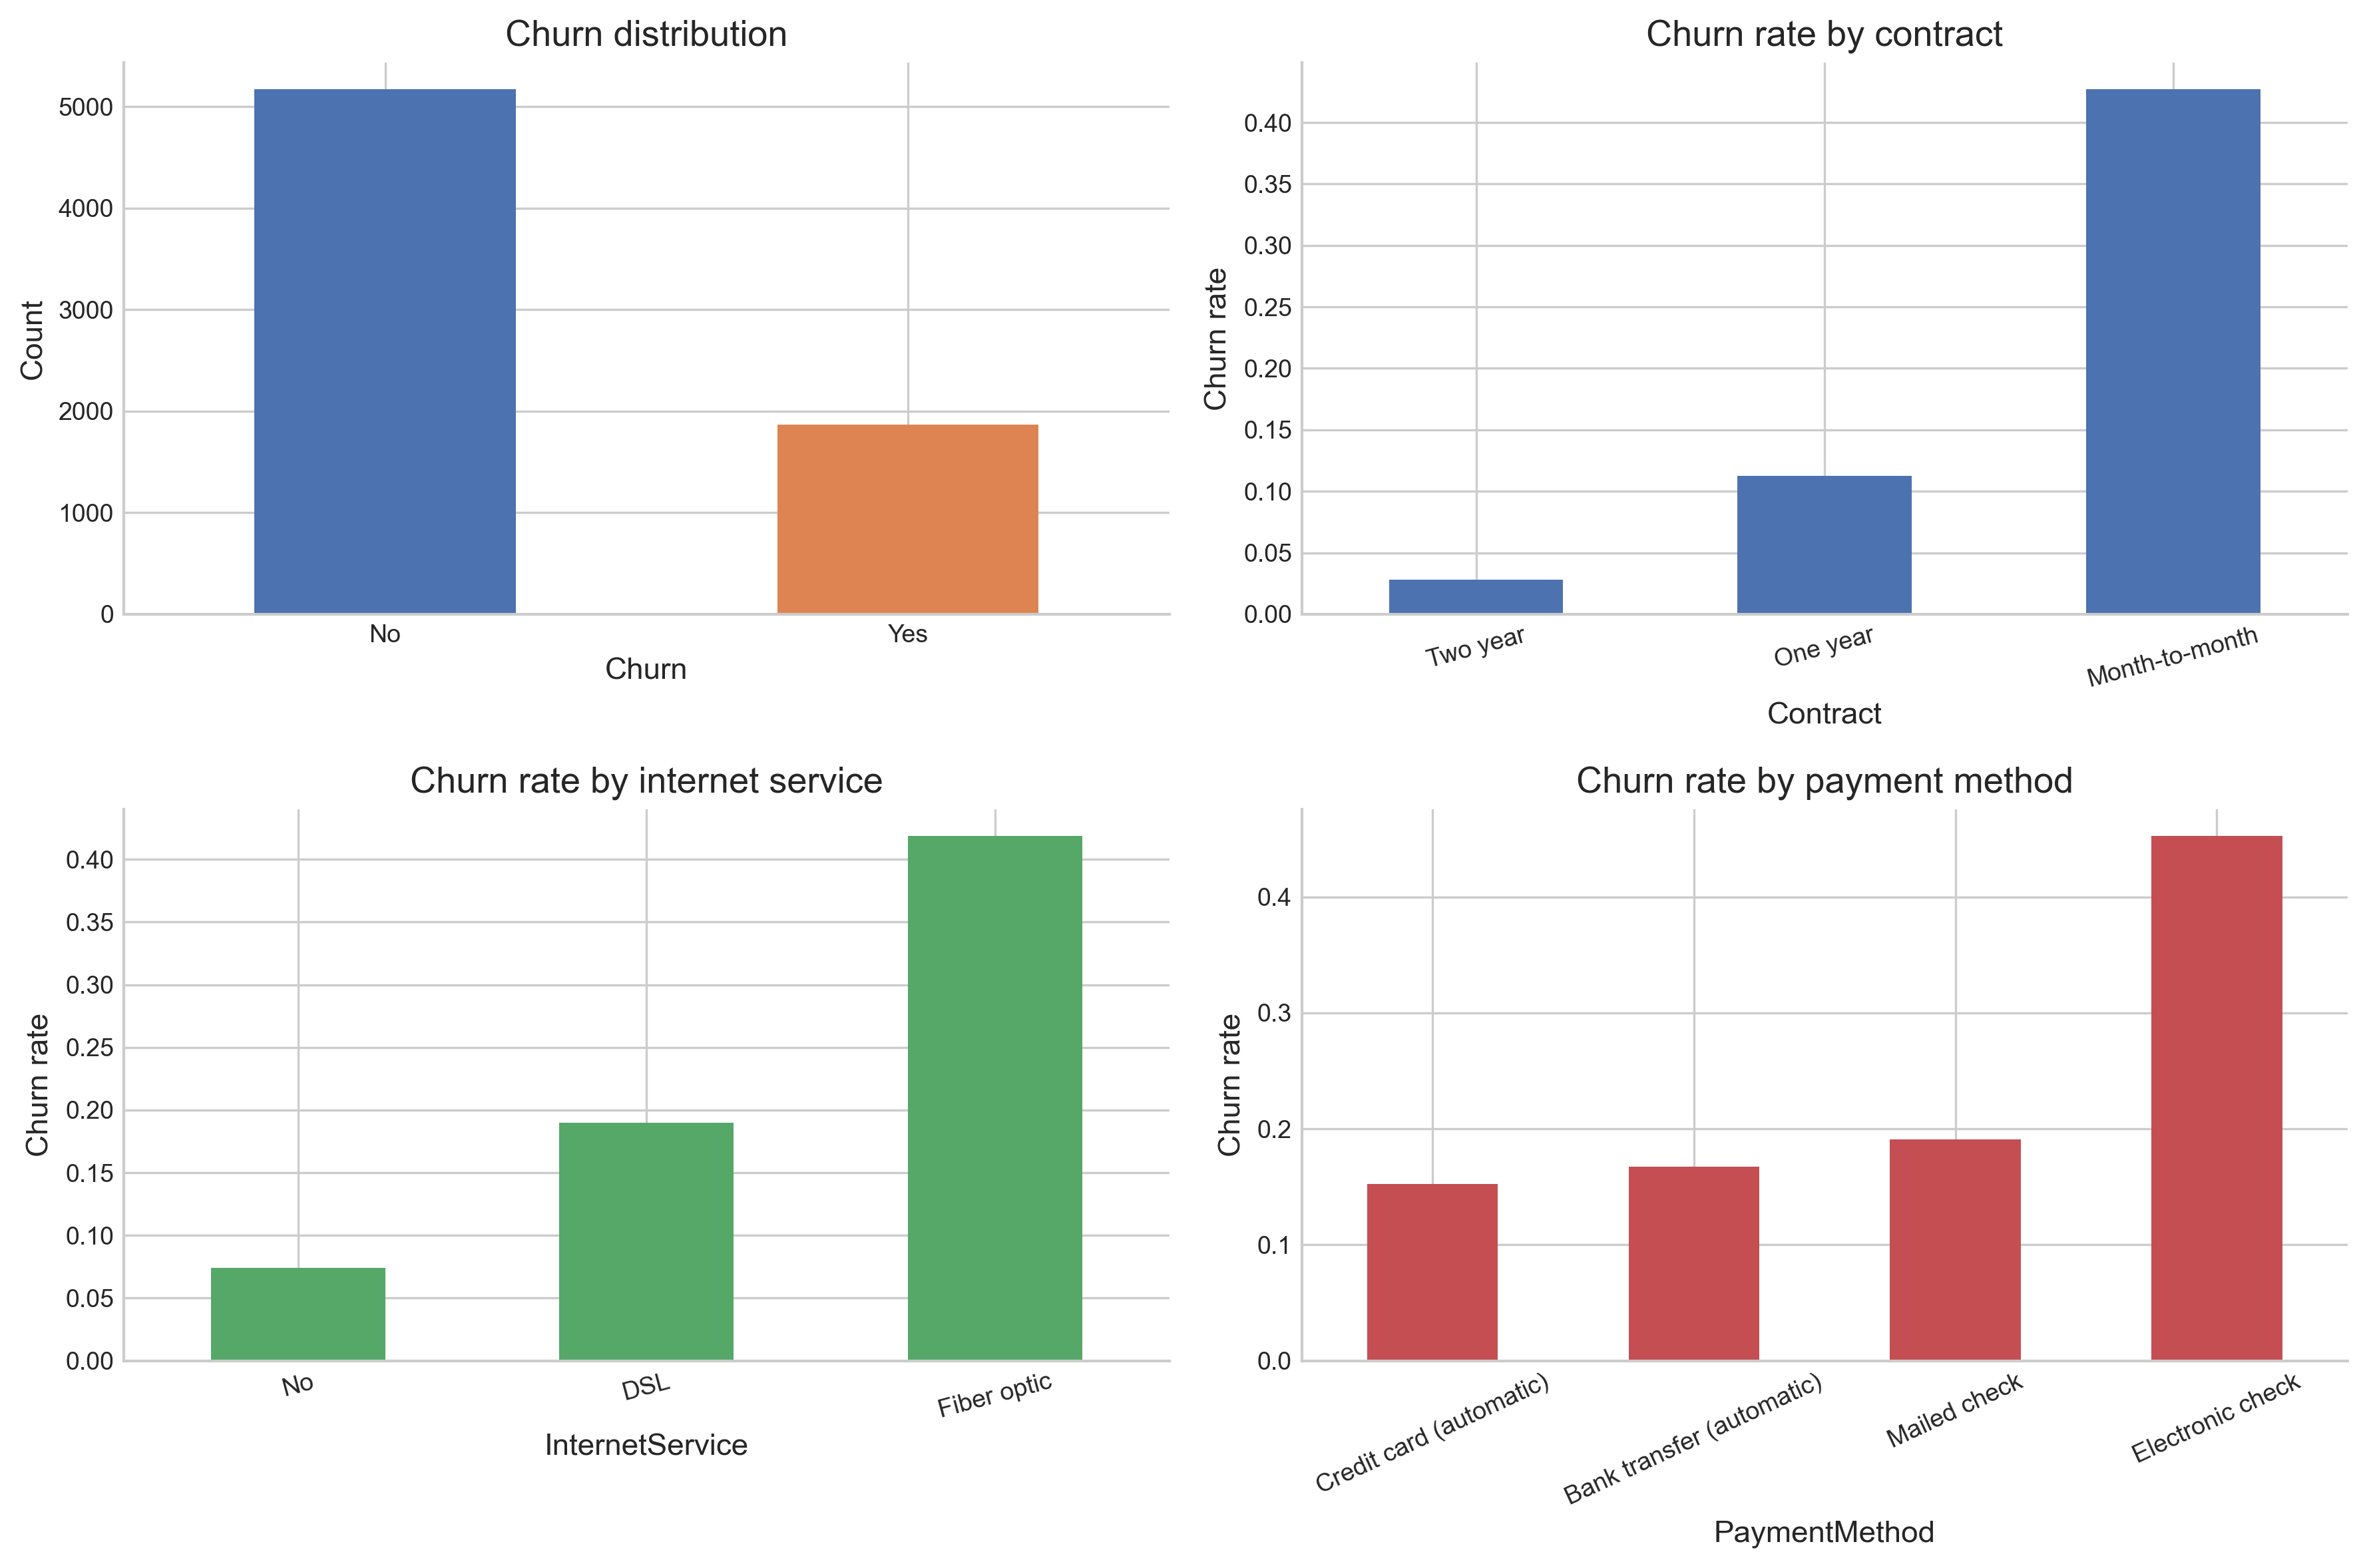 Churn distribution
Count
5000
4000
3000
2000
1000
0
No
Yes
Churn
Churn rate by contract
Churn rate
0.40
0.35
0.30
0.25
0.20
0.15
0.10
0.05
0.00
Two year
One year
Month-to-month
Contract
Churn rate by internet service
Churn rate
0.40
0.35
0.30
0.25
0.20
0.15
0.10
0.05
0.00
No
DSL
Fiber optic
InternetService
Churn rate by payment method
Churn rate
0.4
0.3
0.2
0.1
0.0
Credit card (automatic)
Bank transfer (automatic)
Mailed check
Electronic check
PaymentMethod